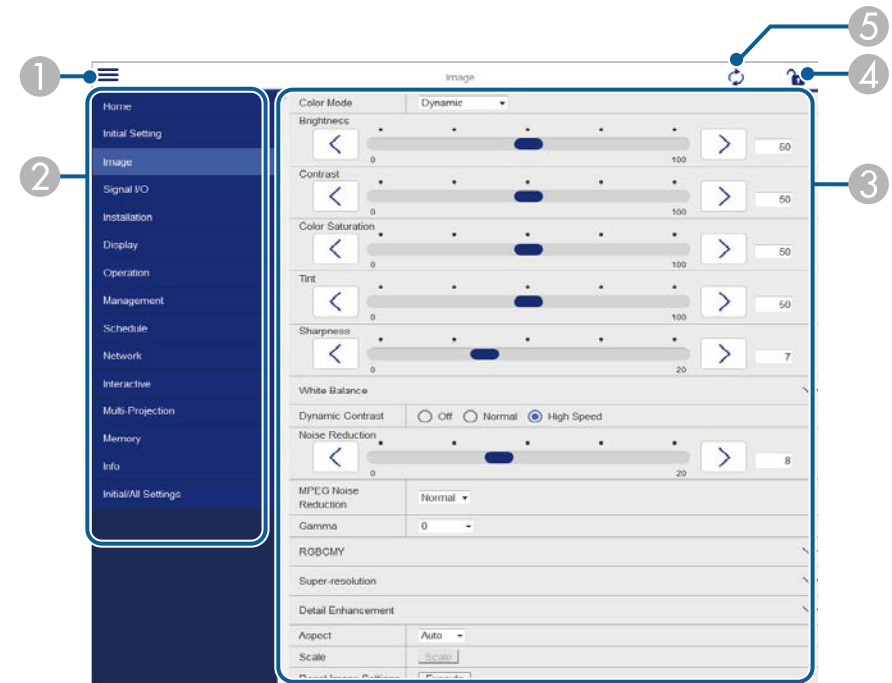 5
1
Image
4
2
3
Home
Initial Setting
Image
Signal I/O
Installation
Display
Operation
Management
Schedule
Network
Interactive
Multi-Projection
Memory
Info
Initial/All Settings
Color Mode Dynamic
Brightness
50
0 100
Contrast
50
0 100
Color Saturation
50
0 100
Tint
50
0 100
Sharpness
7
0 20
White Balance
Dynamic Contrast Off Normal High Speed
Noise Reduction
8
0 20
MPEG Noise
Reduction
Normal
Gamma 0
RGBCMY
Super-resolution
Detail Enhancement
Aspect Auto
Scale Scale
Reset Image Settings Execute